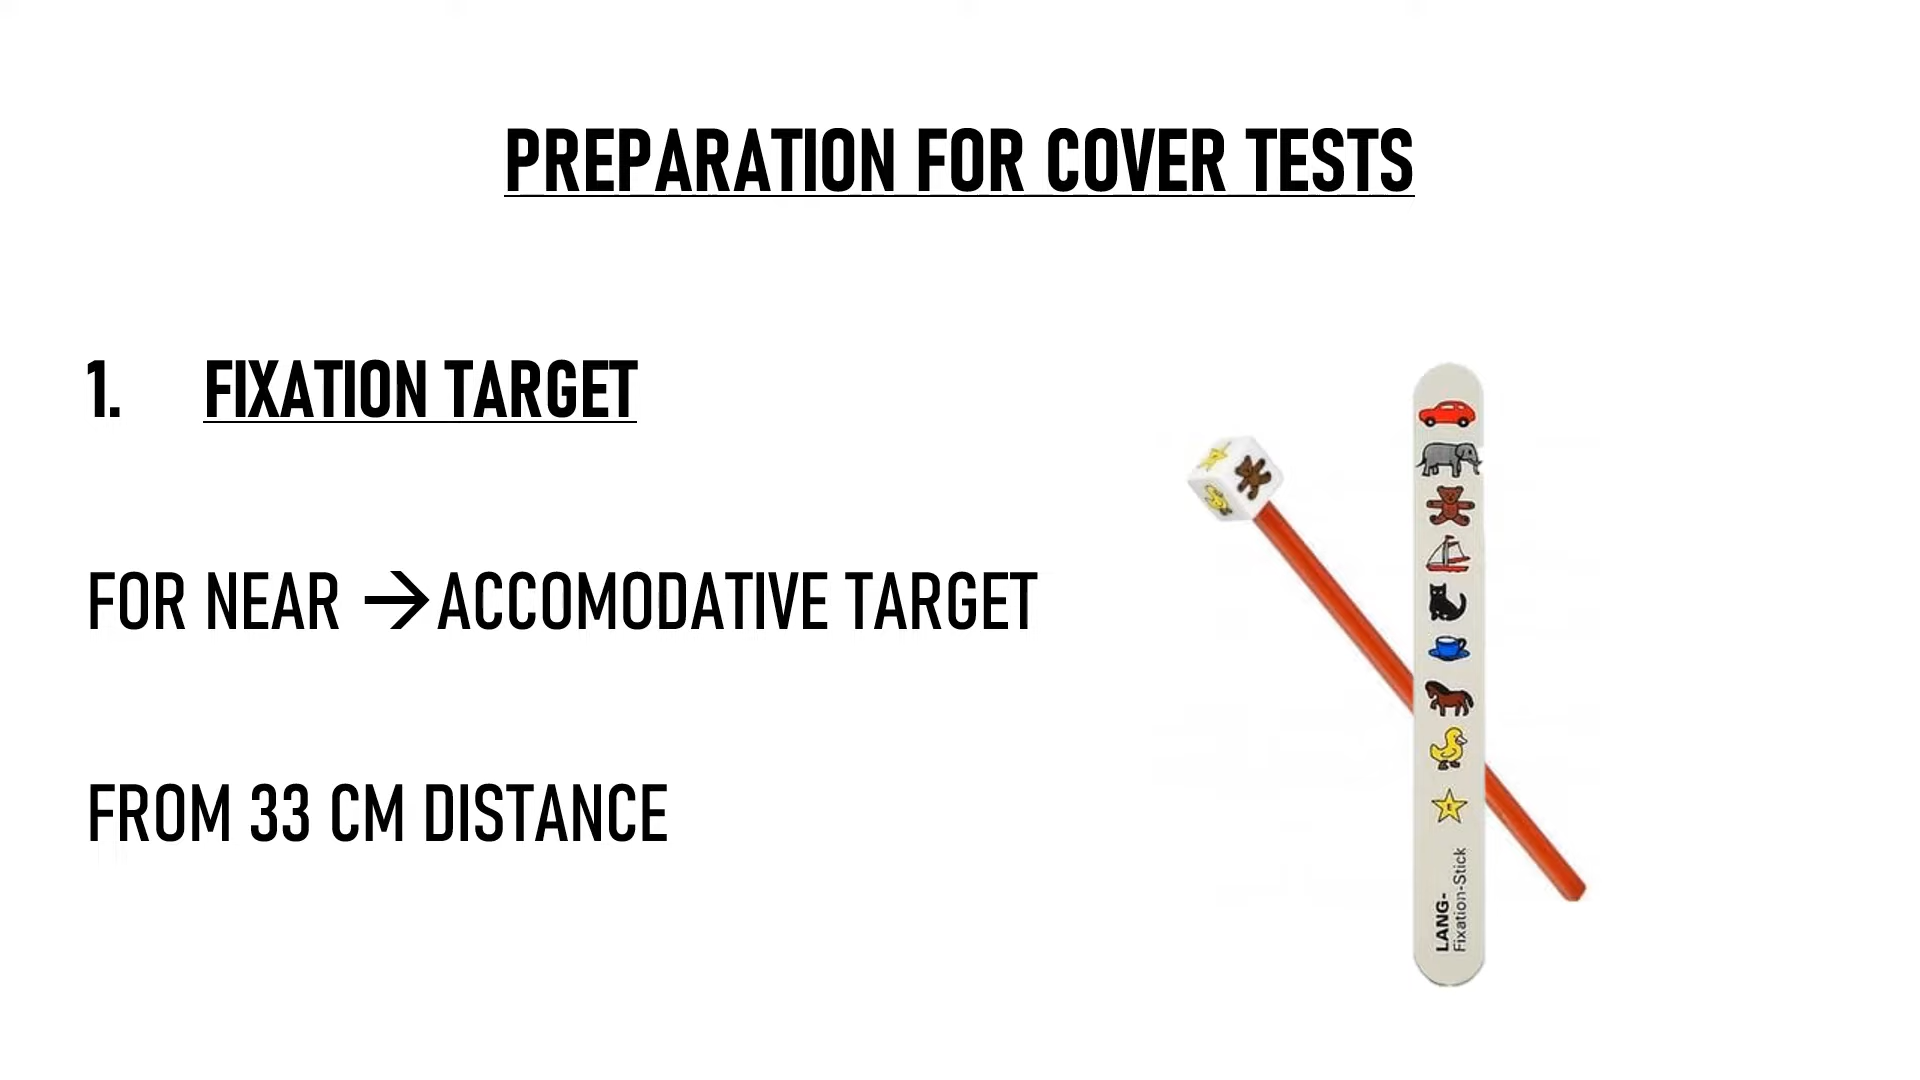 PREPARATION FOR COVER TESTS
1. FIXATION TARGET
FOR NEAR →ACCOMODATIVE TARGET
FROM 33 CM DISTANCE
E
LANG-
Fixation-Stick